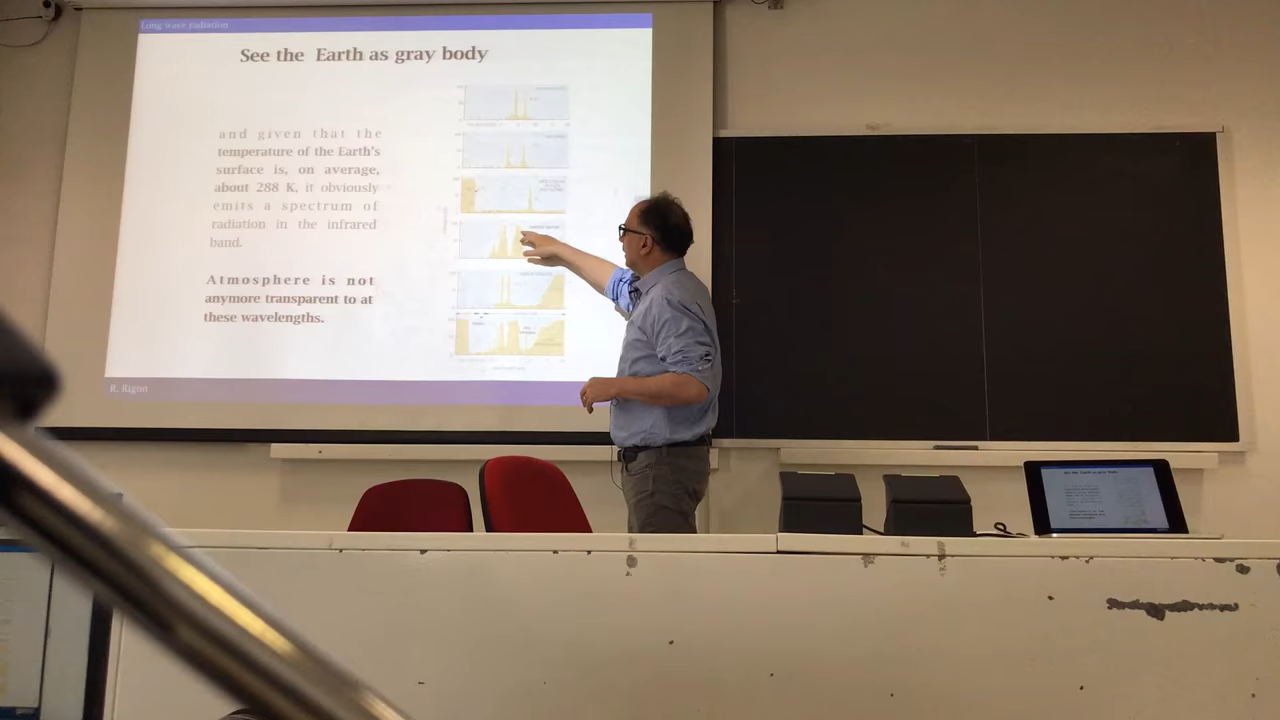 Long wave radiation
See the Earth as gray body
and given that the
temperature of the Earth's
surface is, on average,
about 288 K, it obviously
emits a spectrum of
radiation in the infrared
band.
Atmosphere is not
anymore transparent to at
these wavelengths.
R. Rigon